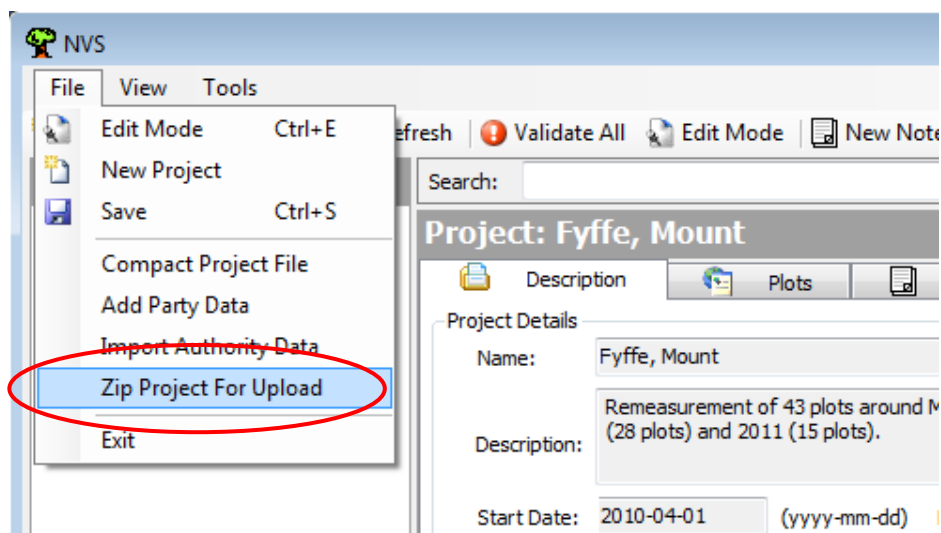 NVS
File View Tools
Edit Mode Ctrl+E
New Project
Save Ctrl+S
Compact Project File
Add Party Data
Import Authority Data
Zip Project For Upload
Exit
Validate All Edit Mode New Note
Search:
Project: Fyffe, Mount
Description Plots
Project Details
Name: Fyffe, Mount
Description: Remeasurement of 43 plots around
(28 plots) and 2011 (15 plots).
Start Date: 2010-04-01 (yyyy-mm-dd)